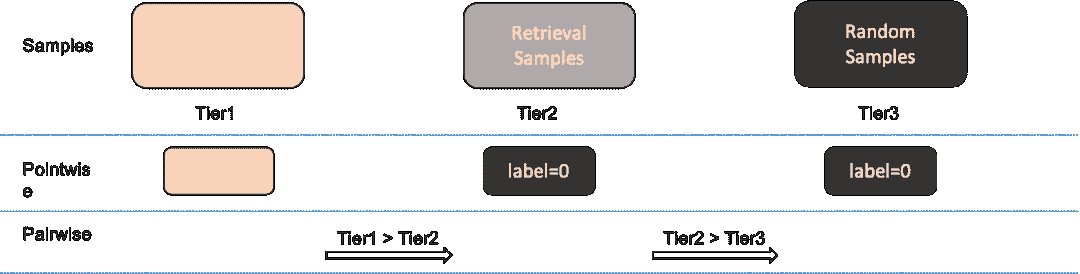 Samples
Retrieval
Samples
Random
Samples
Tier1
Tier2
Tier3
Pointwis
e
label=0
label=0
Pairwise
Tier1 > Tier2
Tier2 > Tier3